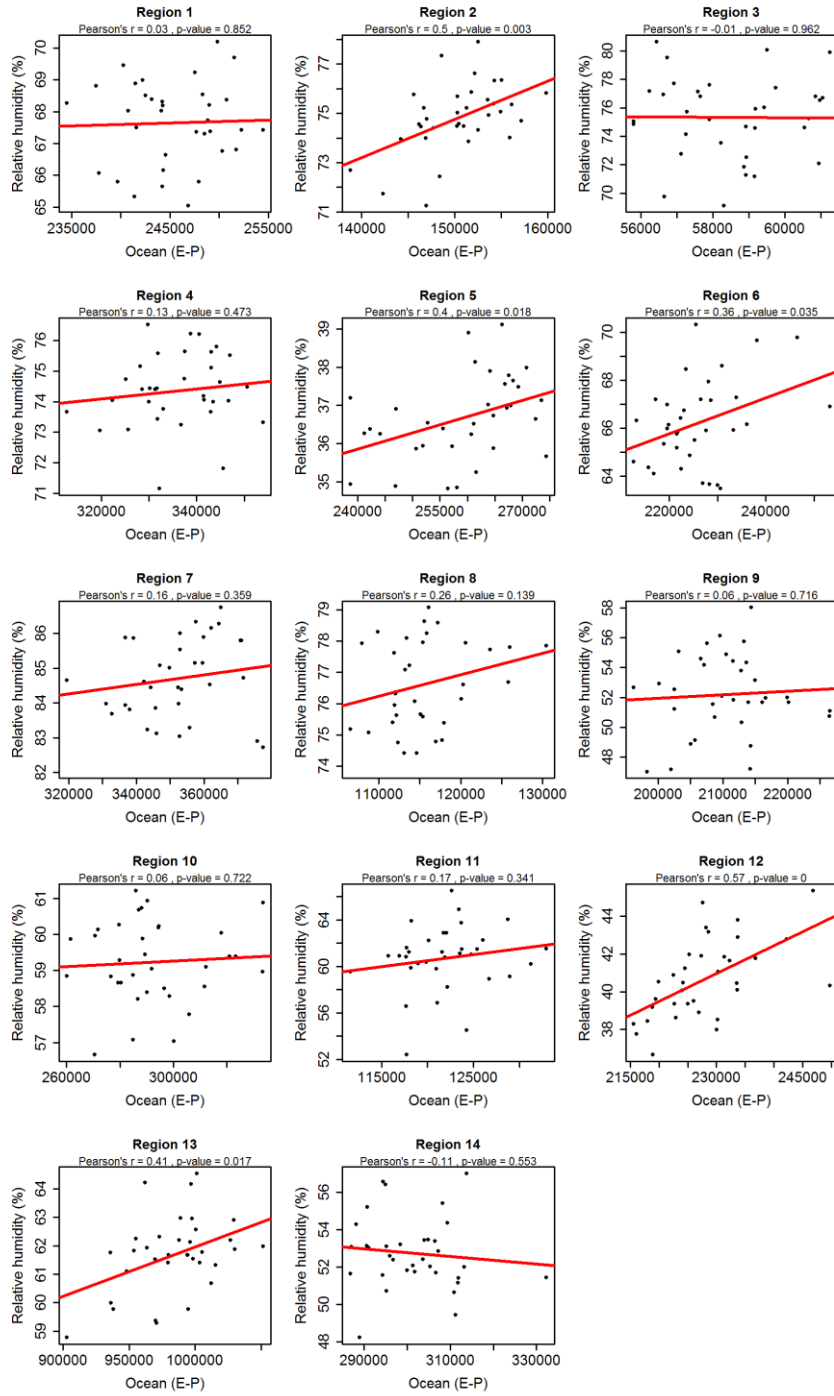 Region 1
Pearson's r = 0.03 , p-value = 0.852
Relative humidity (%)
65 66 67 68 69 70
235000 245000 255000
Ocean (E-P)
Region 2
Pearson's r = 0.5 , p-value = 0.003
Relative humidity (%)
71 73 75 77
140000 150000 160000
Ocean (E-P)
Region 3
Pearson's r = -0.01 , p-value = 0.962
Relative humidity (%)
70 72 74 76 78 80
56000 58000 60000
Ocean (E-P)
Region 4
Pearson's r = 0.13 , p-value = 0.473
Relative humidity (%)
71 72 73 74 75 76
320000 340000
Ocean (E-P)
Region 5
Pearson's r = 0.4 , p-value = 0.018
Relative humidity (%)
35 36 37 38 39
240000 255000 270000
Ocean (E-P)
Region 6
Pearson's r = 0.36 , p-value = 0.035
Relative humidity (%)
64 66 68 70
220000 240000
Ocean (E-P)
Region 7
Pearson's r = 0.16 , p-value = 0.359
Relative humidity (%)
82 83 84 85 86
320000 340000 360000
Ocean (E-P)
Region 8
Pearson's r = 0.26 , p-value = 0.139
Relative humidity (%)
74 75 76 77 78 79
110000 120000 130000
Ocean (E-P)
Region 9
Pearson's r = 0.06 , p-value = 0.716
Relative humidity (%)
48 50 52 54 56 58
200000 210000 220000
Ocean (E-P)
Region 10
Pearson's r = 0.06 , p-value = 0.722
Relative humidity (%)
57 58 59 60 61
260000 300000
Ocean (E-P)
Region 11
Pearson's r = 0.17 , p-value = 0.341
Relative humidity (%)
52 56 60 64
115000 125000
Ocean (E-P)
Region 12
Pearson's r = 0.57 , p-value = 0
Relative humidity (%)
38 40 42 44
215000 230000 245000
Ocean (E-P)
Region 13
Pearson's r = 0.41 , p-value = 0.017
Relative humidity (%)
59 60 61 62 63 64
900000 950000 1000000
Ocean (E-P)
Region 14
Pearson's r = -0.11 , p-value = 0.553
Relative humidity (%)
48 50 52 54 56
290000 310000 330000
Ocean (E-P)